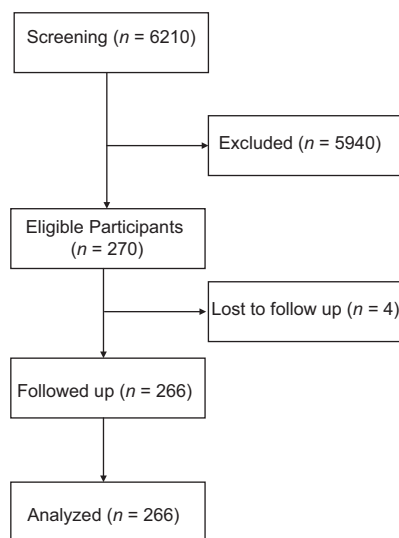 Screening (n = 6210)
Excluded (n = 5940)
Eligible Participants
(n = 270)
Lost to follow up (n = 4)
Followed up (n = 266)
Analyzed (n = 266)